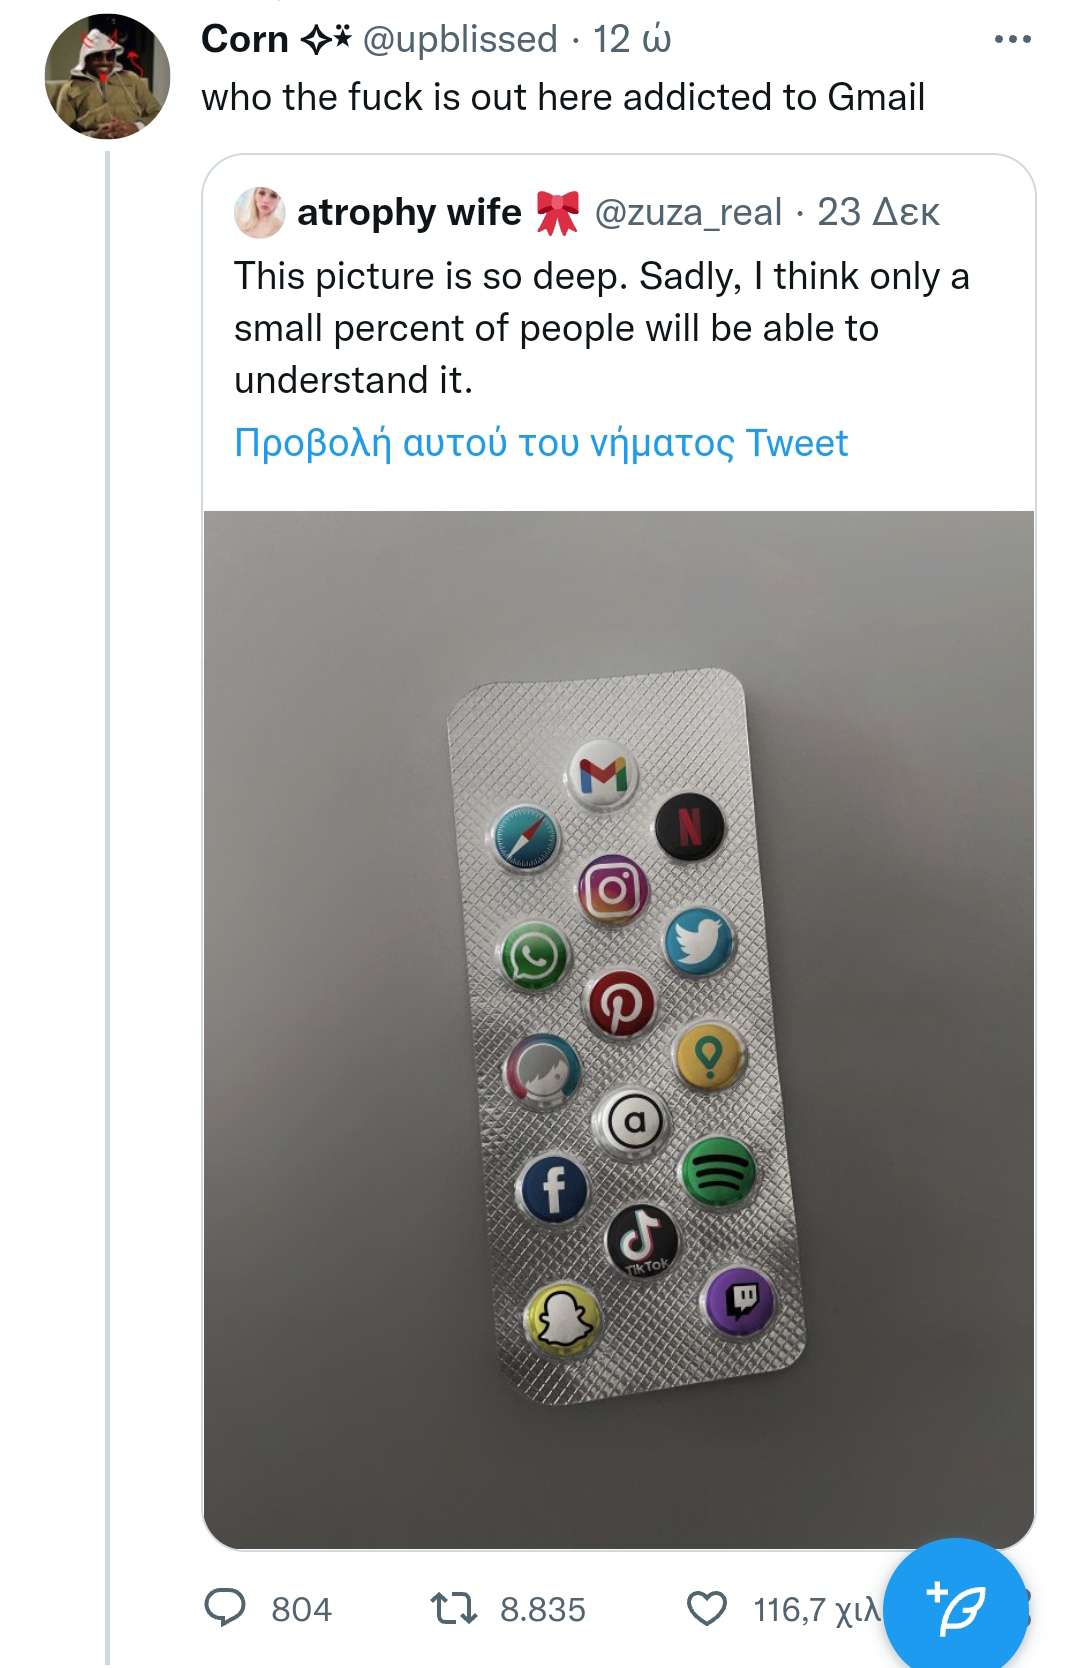 Corn @upblissed · 12 ώ
who the fuck is out here addicted to Gmail
atrophy wife 🎀 @zuza_real · 23 Δεκ
This picture is so deep. Sadly, I think only a
small percent of people will be able to
understand it.
Προβολή αυτού του νήματος Tweet
N
a
f
TikTok
804 8.835 116,7 χιλ